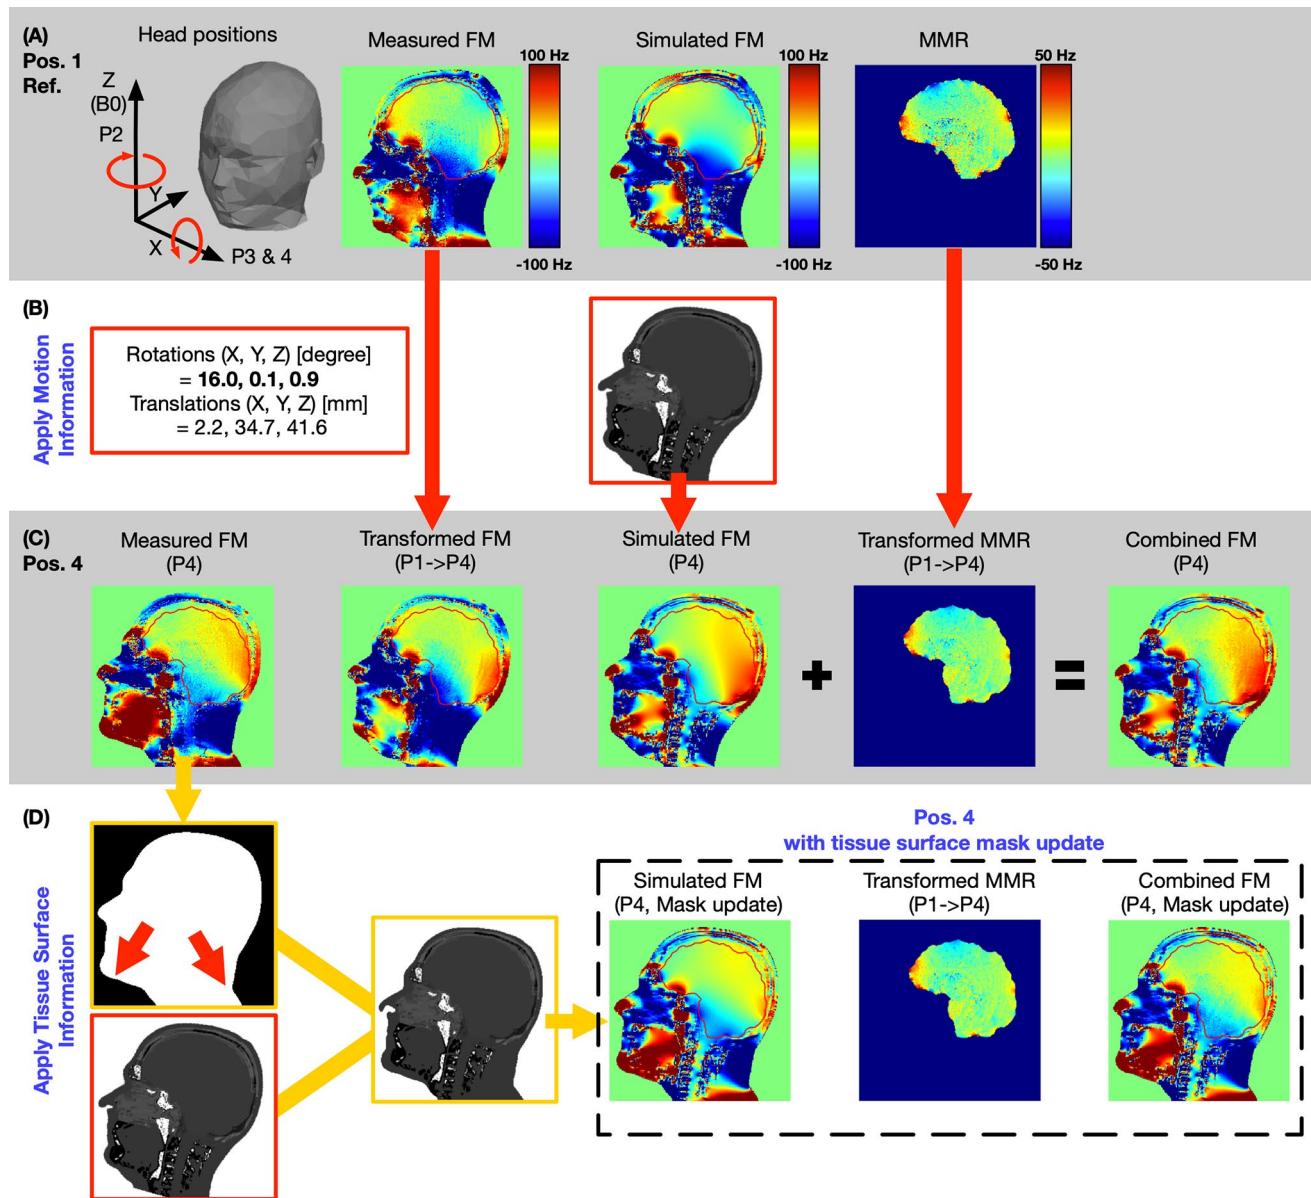 (A)
Pos. 1
Ref.
Head positions
Z
(B0)
P2
Y
X
P3 & 4
Measured FM
100 Hz
-100 Hz
Simulated FM
100 Hz
-100 Hz
MMR
50 Hz
-50 Hz
(B)
Apply Motion
Information
Rotations (X, Y, Z) [degree]
= 16.0, 0.1, 0.9
Translations (X, Y, Z) [mm]
= 2.2, 34.7, 41.6
(C)
Pos. 4
Measured FM
(P4)
Transformed FM
(P1->P4)
Simulated FM
(P4)
+
Transformed MMR
(P1->P4)
=
Combined FM
(P4)
(D)
Apply Tissue Surface
Information
Pos. 4
with tissue surface mask update
Simulated FM
(P4, Mask update)
Transformed MMR
(P1->P4)
Combined FM
(P4, Mask update)